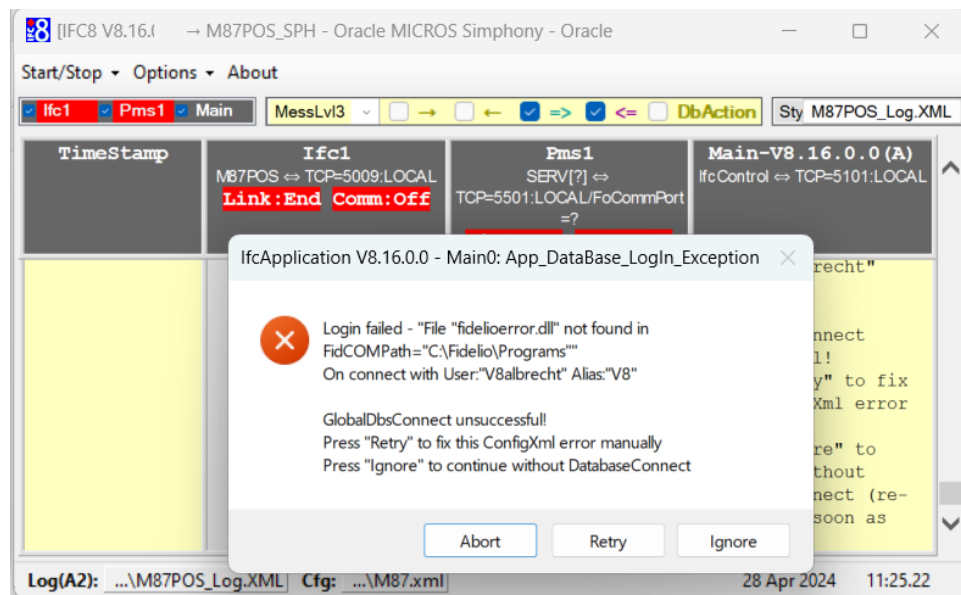 [IFC8 V8.16.( → M87POS_SPH - Oracle MICROS Simphony - Oracle
Start/Stop Options About
Ifc1 Pms1 Main MessLvl3 → ← => <= DbAction Sty M87POS_Log.XML
TimeStamp
Ifc1
M87POS ⇔ TCP=5009:LOCAL
Link:End Comm:Off
Pms1
SERV[?] ⇔
TCP=5501:LOCAL/FoCommPort
=?
Main-V8.16.0.0(A)
IfcControl ⇔ TCP=5101:LOCAL
IfcApplication V8.16.0.0 - Main0: App_DataBase_LogIn_Exception
Login failed - "File "fidelioerror.dll" not found in
FidCOMPath="C:\Fidelio\Programs""
On connect with User:"V8albrecht" Alias:"V8"
GlobalDbsConnect unsuccessful!
Press "Retry" to fix this ConfigXml error manually
Press "Ignore" to continue without DatabaseConnect
Abort Retry Ignore
recht"
nnect
l!
y" to fix
Xml error
re" to
thout
nect (re-
soon as
Log(A2): ...\M87POS_Log.XML Cfg: ...\M87.xml 28 Apr 2024 11:25.22